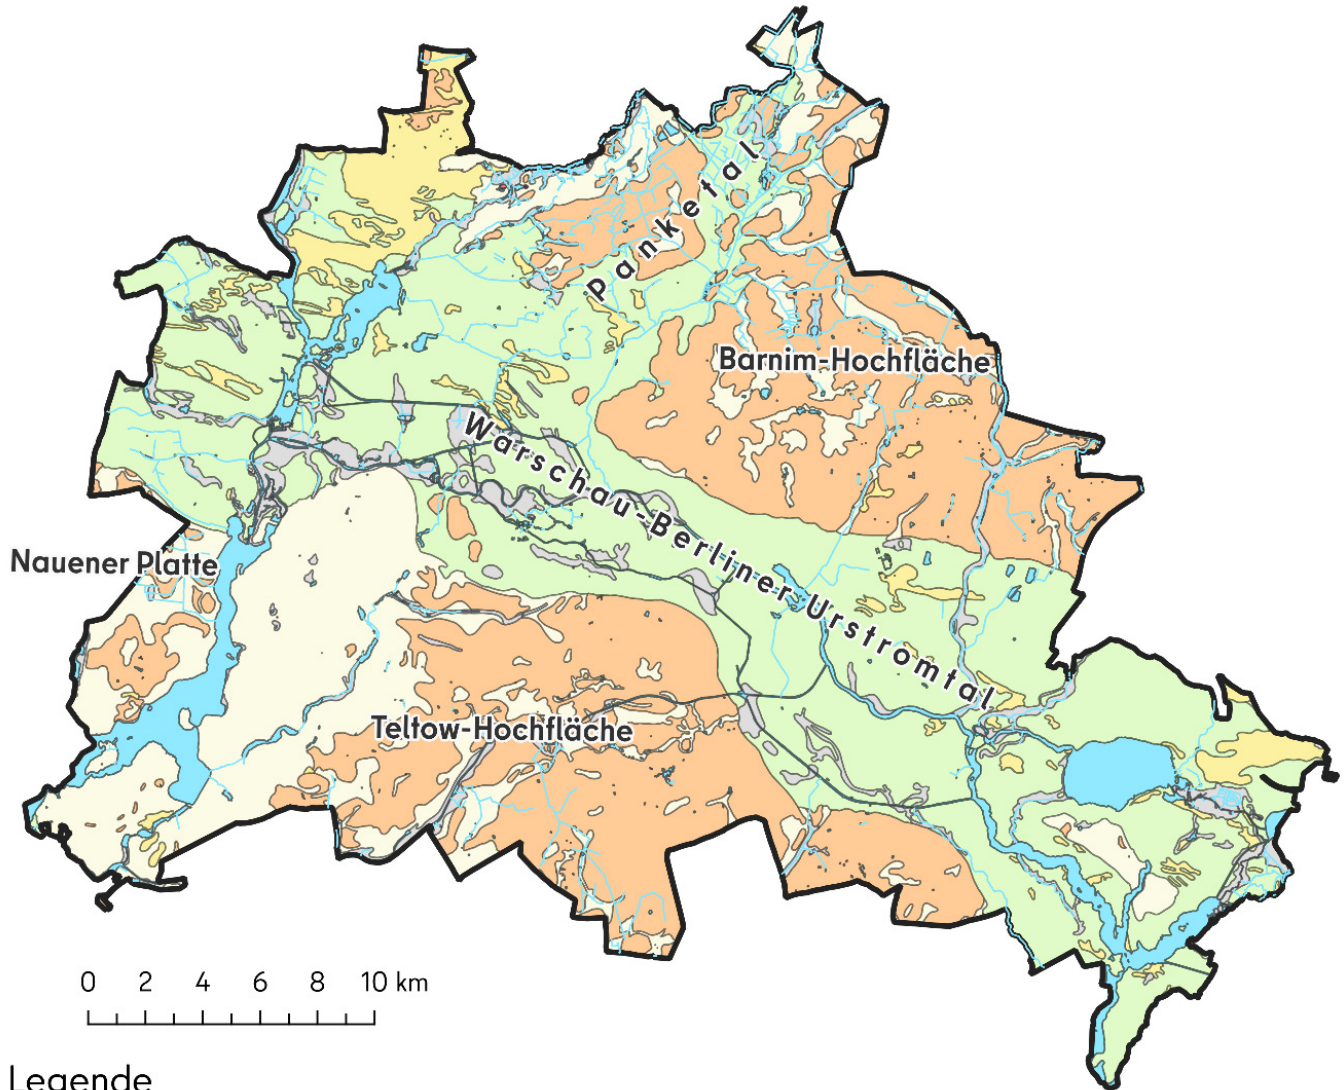 Panketal
Barnim-Hochfläche
Warschau-Berliner Urstromtal
Nauener Platte
Teltow-Hochfläche
0 2 4 6 8 10 km
Legende